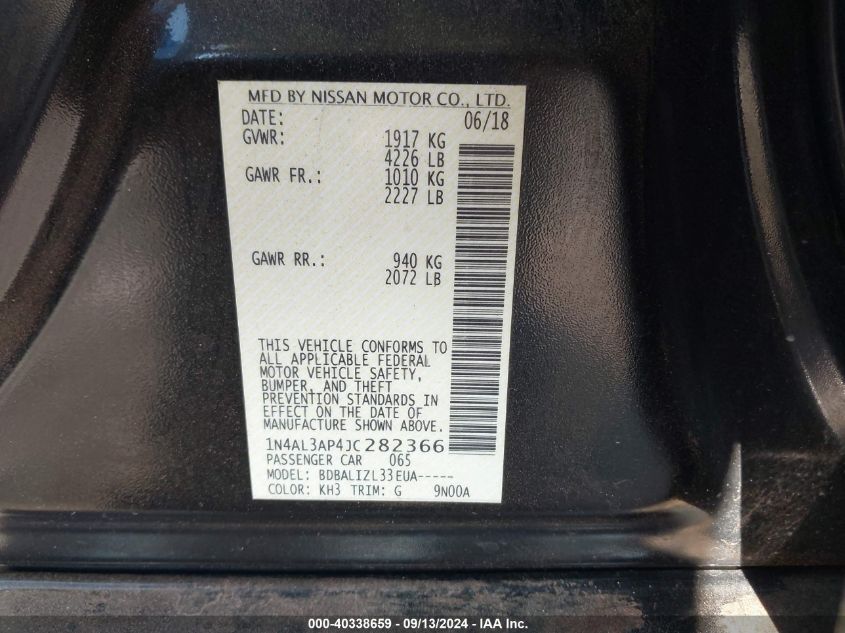 MFD BY NISSAN MOTOR CO., LTD.
DATE: 06/18
GVWR: 1917 KG
4226 LB
GAWR FR.: 1010 KG
2227 LB
GAWR RR.: 940 KG
2072 LB
THIS VEHICLE CONFORMS TO
ALL APPLICABLE FEDERAL
MOTOR VEHICLE SAFETY,
BUMPER, AND THEFT
PREVENTION STANDARDS IN
EFFECT ON THE DATE OF
MANUFACTURE SHOWN ABOVE.
1N4AL3AP4JC282366
PASSENGER CAR 065
MODEL: BDBALIZL33EUA-----
COLOR: KH3 TRIM: G 9N00A
000-40338659 - 09/13/2024 - IAA Inc.